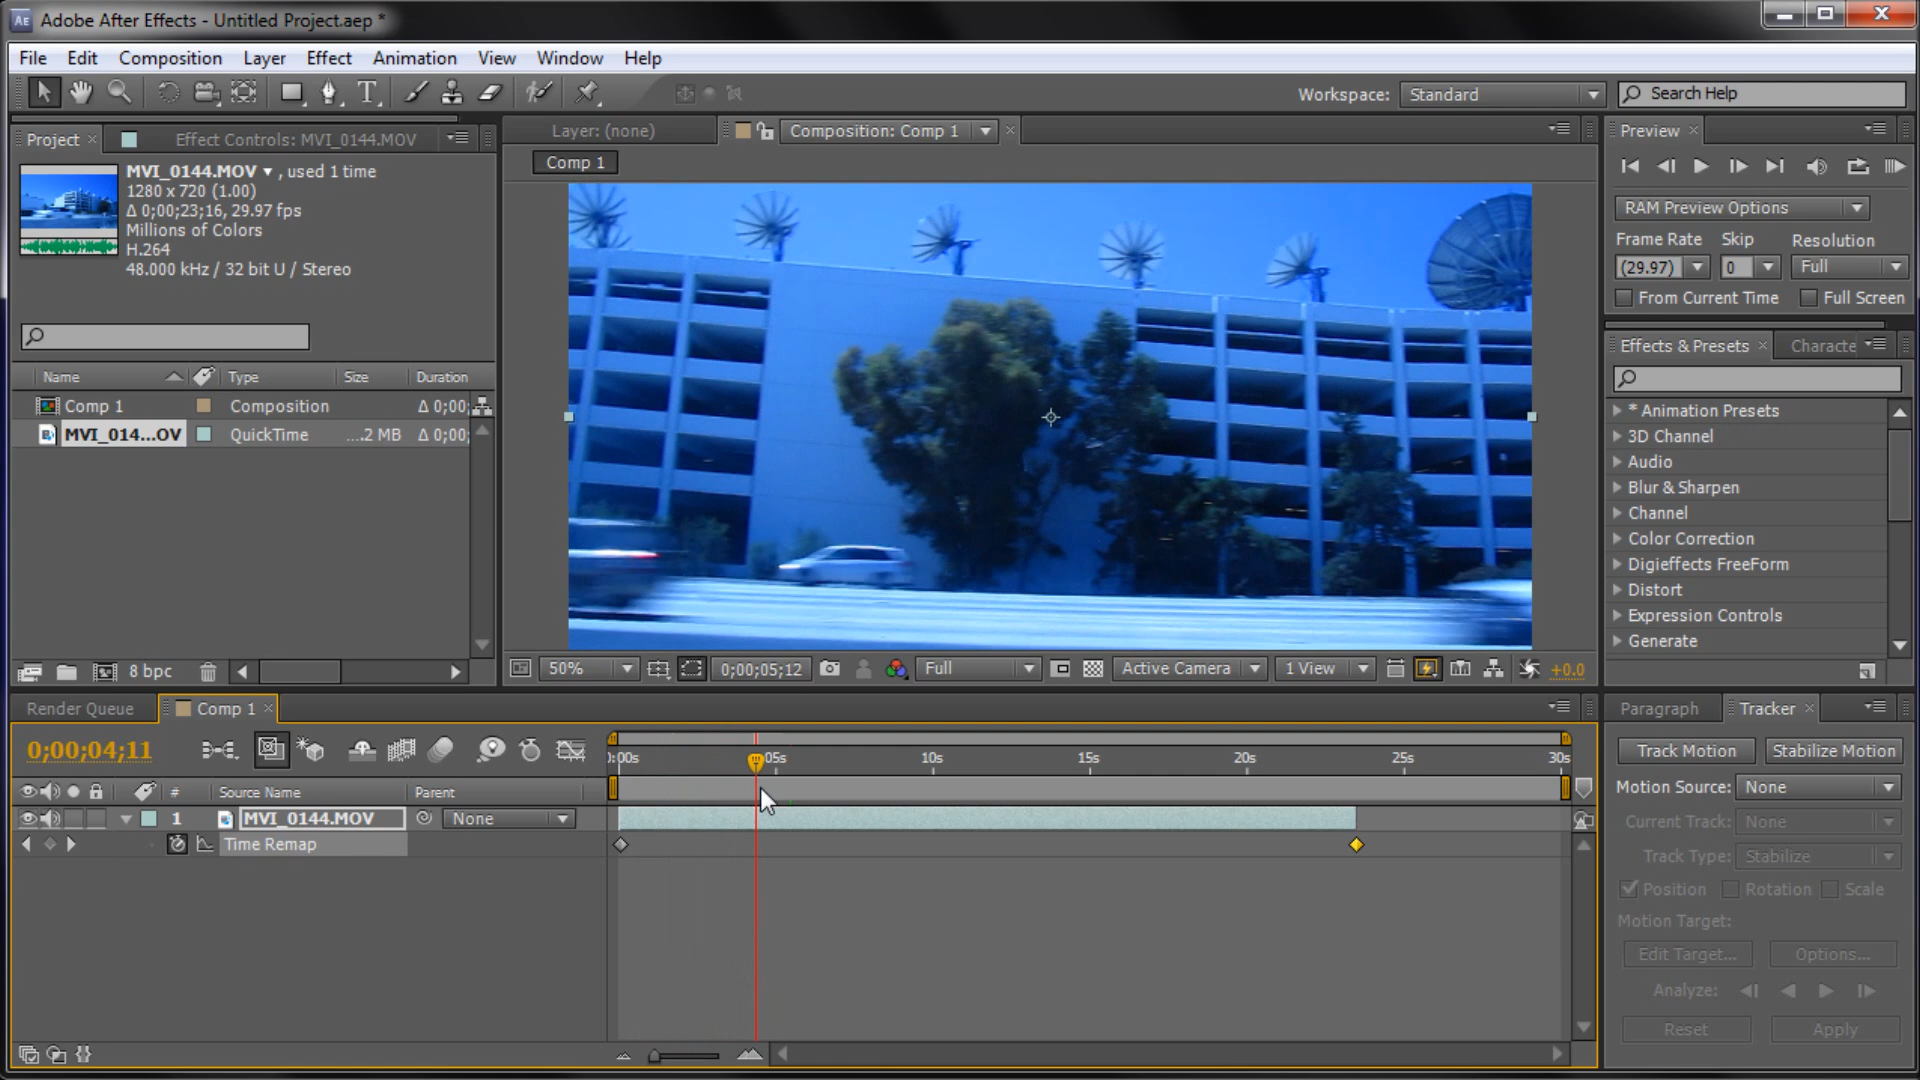 Adobe After Effects - Untitled Project.aep *
File Edit Composition Layer Effect Animation View Window Help
Workspace: Standard Search Help
Project Effect Controls: MVI_0144.MOV
MVI_0144.MOV ▼ , used 1 time
1280 x 720 (1.00)
Δ 0;00;23;16, 29.97 fps
Millions of Colors
H.264
48.000 kHz / 32 bit U / Stereo
Name Type Size Duration
Comp 1 Composition Δ 0;00;
MVI_014...OV QuickTime ....2 MB Δ 0;00;
8 bpc
Layer: (none) Composition: Comp 1
Comp 1
50% 0;00;05;12 Full Active Camera 1 View +0.0
Preview
RAM Preview Options
Frame Rate Skip Resolution
(29.97) 0 Full
From Current Time Full Screen
Effects & Presets Characte
* Animation Presets
3D Channel
Audio
Blur & Sharpen
Channel
Color Correction
Digieffects FreeForm
Distort
Expression Controls
Generate
Render Queue Comp 1
0;00;04;11
):00s 05s 10s 15s 20s 25s 30s
# Source Name Parent
1 MVI_0144.MOV None
Time Remap
Paragraph Tracker
Track Motion Stabilize Motion
Motion Source: None
Current Track: None
Track Type: Stabilize
Position Rotation Scale
Motion Target:
Edit Target... Options...
Analyze:
Reset Apply